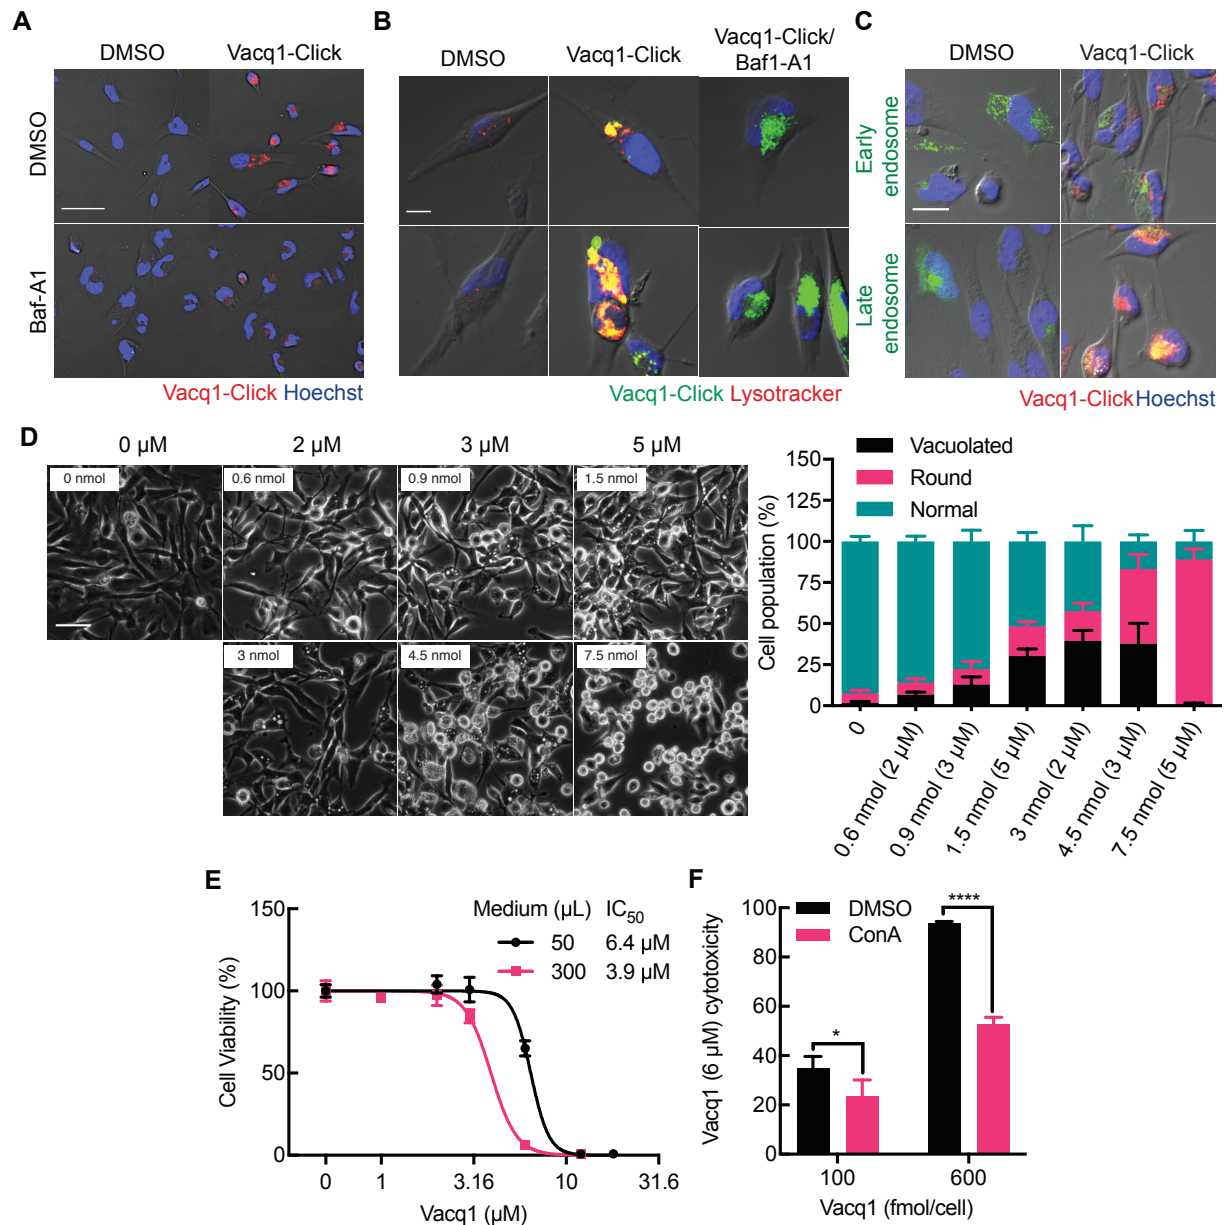 A
DMSO Vacq1-Click
DMSO
Baf-A1
Vacq1-Click Hoechst
B
DMSO Vacq1-Click Vacq1-Click/
Baf1-A1
Vacq1-Click Lysotracker
C
DMSO Vacq1-Click
Early
endosome
Late
endosome
Vacq1-Click Hoechst
D
0 µM 2 µM 3 µM 5 µM
0 nmol 0.6 nmol 0.9 nmol 1.5 nmol
3 nmol 4.5 nmol 7.5 nmol
Vacuolated
Round
Normal
Cell population (%)
150
125
100
75
50
25
0
0
0.6 nmol (2 µM)
0.9 nmol (3 µM)
1.5 nmol (5 µM)
3 nmol (2 µM)
4.5 nmol (3 µM)
7.5 nmol (5 µM)
E
Cell Viability (%)
150
100
50
0
Medium (µL) IC50
50 6.4 µM
300 3.9 µM
0 1 3.16 10 31.6
Vacq1 (µM)
F
Vacq1 (6 µM) cytotoxicity
100
80
60
40
20
0
DMSO
ConA
*
****
100 600
Vacq1 (fmol/cell)